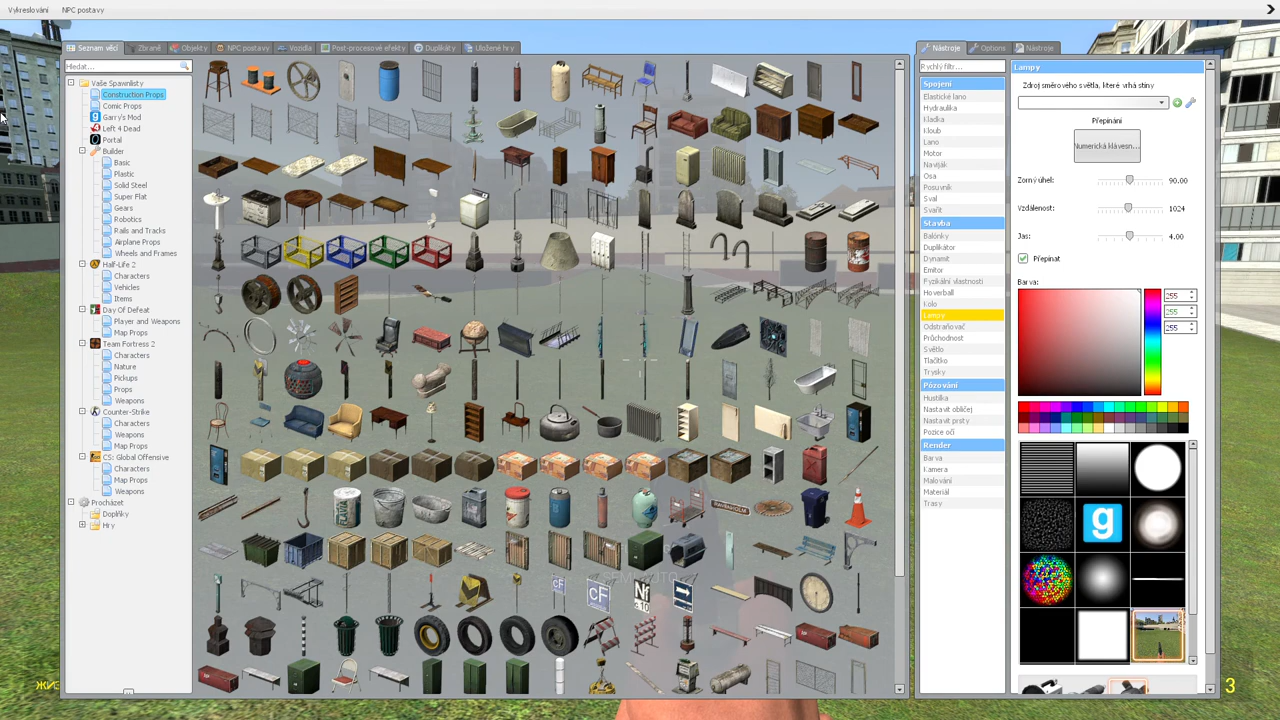 Vykreslování NPC postavy
Seznam věcí Zbraně Objekty NPC postavy Vozidla Post-procesové efekty Duplikáty Uložené hry
Hledat...
Vaše Spawnlisty
Construction Props
Comic Props
Garry's Mod
Left 4 Dead
Portal
Builder
Basic
Plastic
Solid Steel
Super Flat
Gears
Robotics
Rails and Tracks
Airplane Props
Wheels and Frames
Half-Life 2
Characters
Vehicles
Items
Day Of Defeat
Player and Weapons
Map Props
Team Fortress 2
Characters
Nature
Pickups
Props
Weapons
Counter-Strike
Characters
Weapons
Map Props
CS: Global Offensive
Characters
Map Props
Weapons
Procházet
Doplňky
Hry
Nástroje Options Nástroje
Rychlý filtr...
Spojení
Elastické lano
Hydraulika
Kladka
Kloub
Lano
Motor
Naviják
Osa
Posuvník
Sval
Svařit
Stavba
Balónky
Duplikátor
Dynamit
Emitor
Fyzikální vlastnosti
Hoverball
Kolo
Lampy
Odstraňovač
Průchodnost
Světlo
Tlačítko
Trysky
Pózování
Hustilka
Nastavit obličej
Nastavit prsty
Pozice očí
Render
Barva
Kamera
Malování
Materiál
Trasy
Lampy
Zdroj směrového světla, které vrhá stíny
Přepínání
Numerická klávesn...
Zorný úhel: 90.00
Vzdálenost: 1024
Jas: 4.00
Přepínat
Barva:
255
255
255
g
CF
CF
3